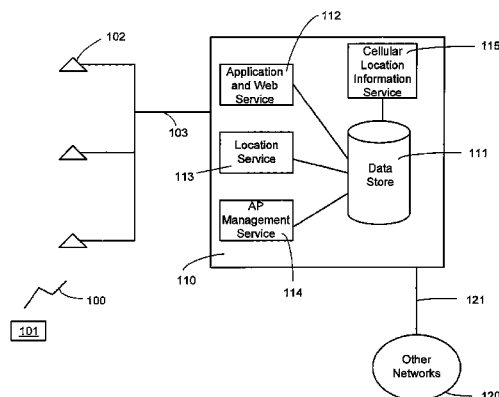 112
115
102
Application
and Web
Service
Cellular
Location
Information
Service
103
Location
Service
113
Data
Store
111
AP
Management
Service
110
114
100
121
101
Other
Networks
120